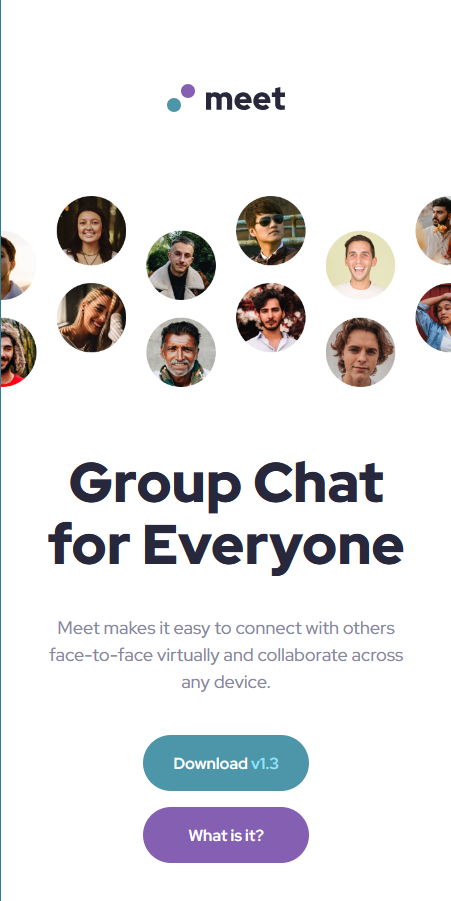 meet
Group Chat
for Everyone
Meet makes it easy to connect with others
face-to-face virtually and collaborate across
any device.
Download v1.3
What is it?